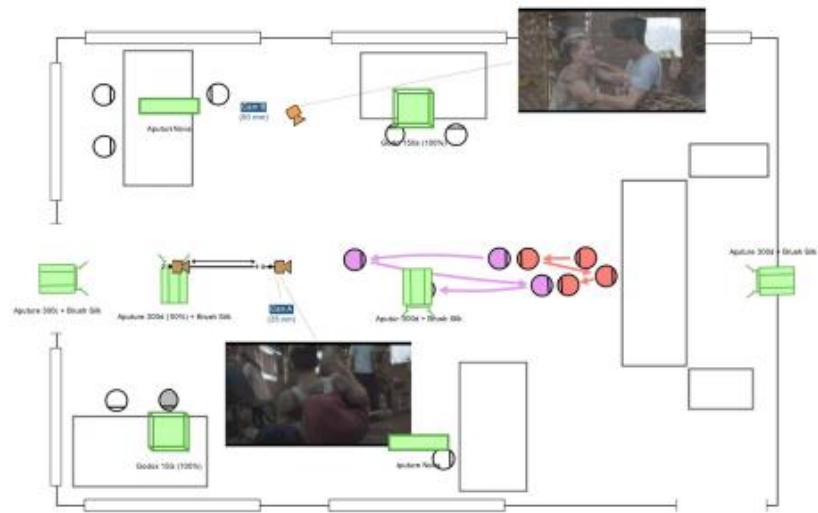 Cam B
(80 mm)
Aputure Nova
Godox 150s (100%)
Aputure 300d + Brush Silk
Aputure 300c + Brush Silk
Aputure 300d (50%) + Brush Silk
Cam A
(35 mm)
Aputure 300d + Brush Silk
Godox 150s (100%)
Aputure Nova